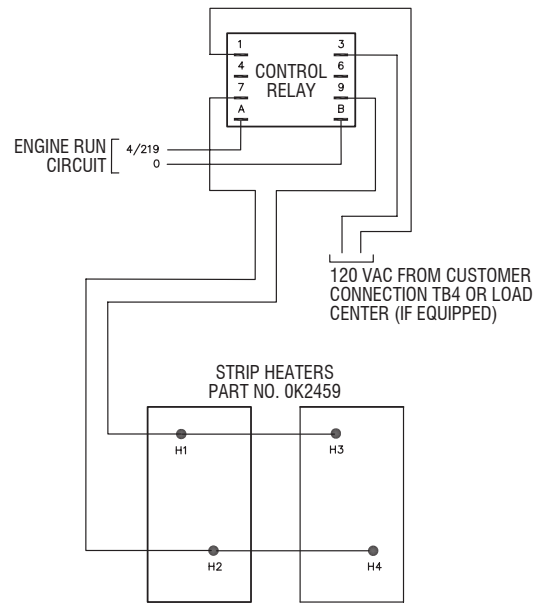 1 3
4 6
CONTROL
RELAY
7 9
A B
ENGINE RUN
CIRCUIT
4/219
0
120 VAC FROM CUSTOMER
CONNECTION TB4 OR LOAD
CENTER (IF EQUIPPED)
STRIP HEATERS
PART NO. 0K2459
H1 H3
H2 H4